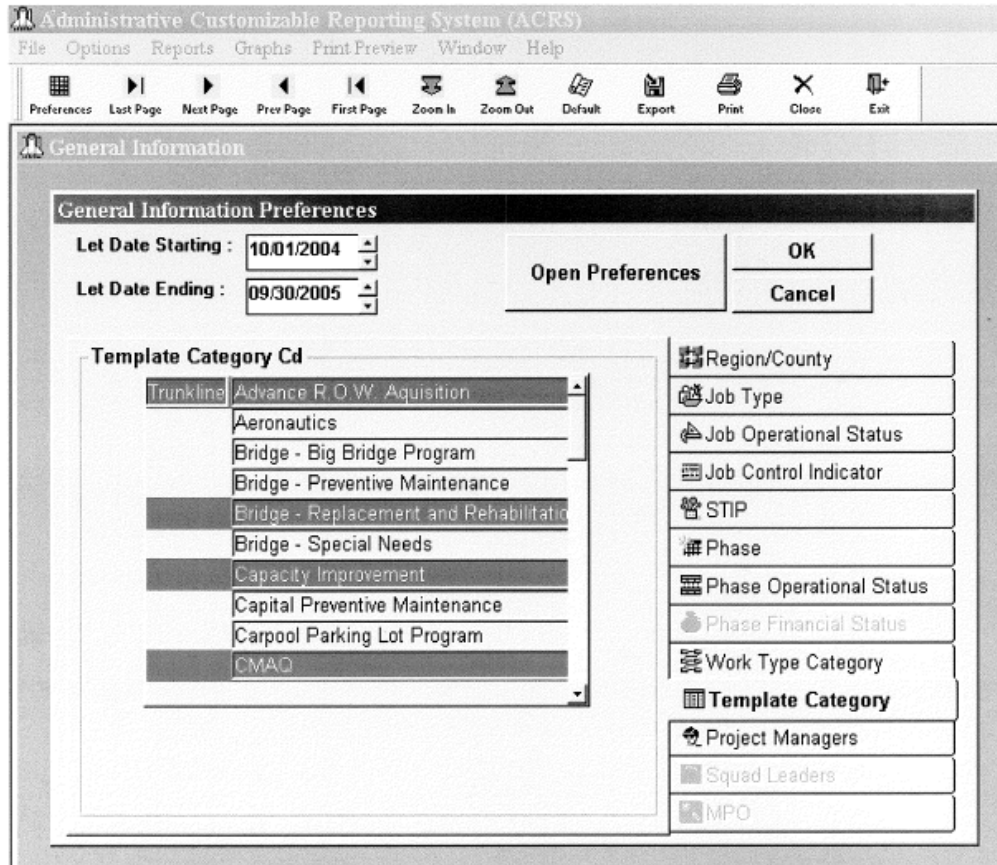 Administrative Customizable Reporting System (ACRS)
File Options Reports Graphs Print Preview Window Help
Preferences Last Page Next Page Prev Page First Page Zoom In Zoom Out Default Export Print Close Exit
General Information
General Information Preferences
Let Date Starting : 10/01/2004
Let Date Ending : 09/30/2005
Open Preferences
OK
Cancel
Template Category Cd
Trunkline Advance R.O.W. Aquisition
Aeronautics
Bridge - Big Bridge Program
Bridge - Preventive Maintenance
Bridge - Replacement and Rehabilitatio
Bridge - Special Needs
Capacity Improvement
Capital Preventive Maintenance
Carpool Parking Lot Program
CMAQ
Region/County
Job Type
Job Operational Status
Job Control Indicator
STIP
Phase
Phase Operational Status
Phase Financial Status
Work Type Category
Template Category
Project Managers
Squad Leaders
MPO